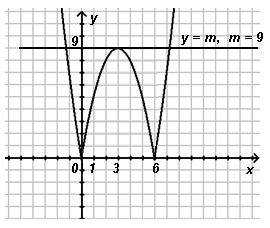 y
9
y = m, m = 9
0 1 3 6 x